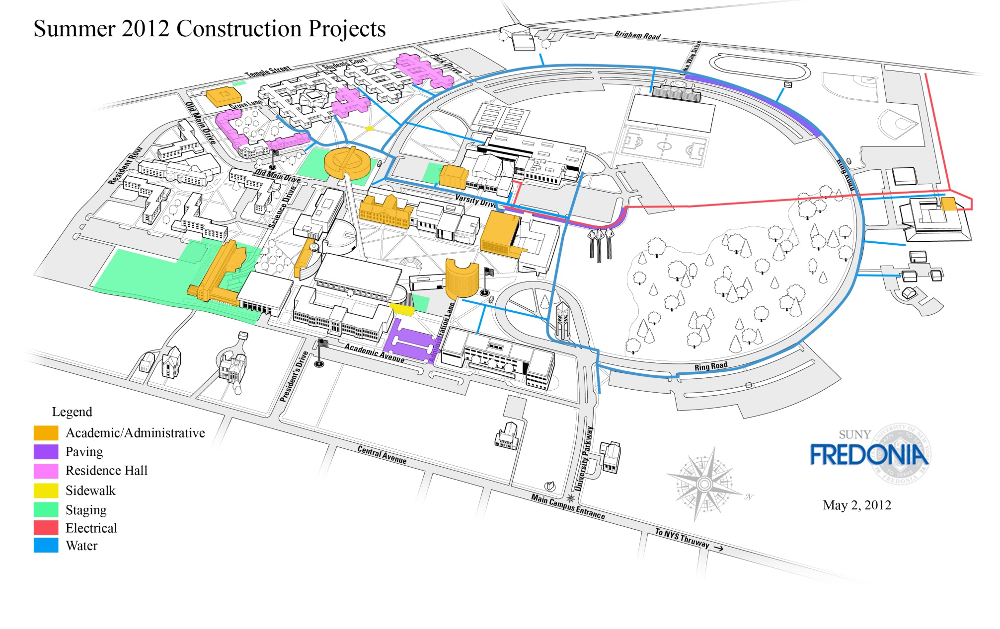 Summer 2012 Construction Projects
Brigham Road
Temple Street
Students' Court
Park Drive
Way Drive
Grove Lane
Old Main Drive
Resident Row
Old Main Drive
Science Drive
Varsity Drive
Ring Road
Administration Lane
Academic Avenue
President's Drive
Ring Road
Central Avenue
University Parkway
Main Campus Entrance
To NYS Thruway →
Legend
Academic/Administrative
Paving
Residence Hall
Sidewalk
Staging
Electrical
Water
SUNY
FREDONIA
N
May 2, 2012